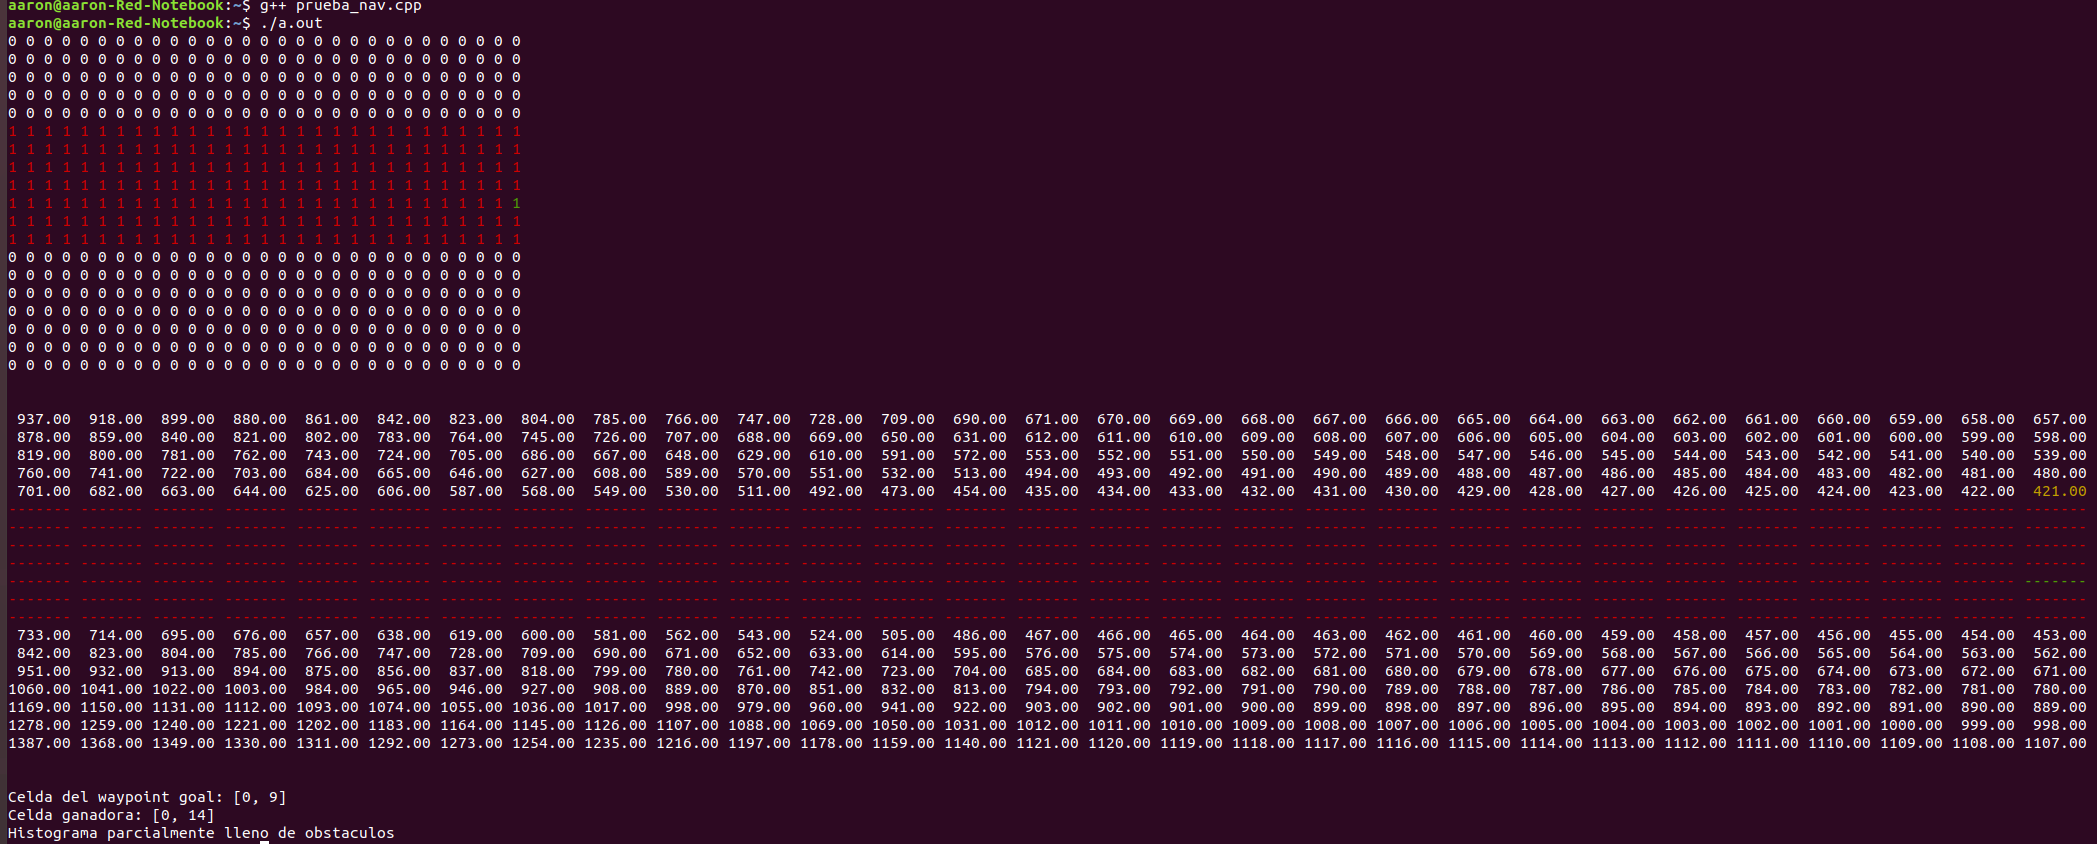 aaron@aaron-Red-Notebook:~$ g++ prueba_nav.cpp
aaron@aaron-Red-Notebook:~$ ./a.out
0 0 0 0 0 0 0 0 0 0 0 0 0 0 0 0 0 0 0 0 0 0 0 0 0 0 0 0 0
0 0 0 0 0 0 0 0 0 0 0 0 0 0 0 0 0 0 0 0 0 0 0 0 0 0 0 0 0
0 0 0 0 0 0 0 0 0 0 0 0 0 0 0 0 0 0 0 0 0 0 0 0 0 0 0 0 0
0 0 0 0 0 0 0 0 0 0 0 0 0 0 0 0 0 0 0 0 0 0 0 0 0 0 0 0 0
0 0 0 0 0 0 0 0 0 0 0 0 0 0 0 0 0 0 0 0 0 0 0 0 0 0 0 0 0
1 1 1 1 1 1 1 1 1 1 1 1 1 1 1 1 1 1 1 1 1 1 1 1 1 1 1 1 1
1 1 1 1 1 1 1 1 1 1 1 1 1 1 1 1 1 1 1 1 1 1 1 1 1 1 1 1 1
1 1 1 1 1 1 1 1 1 1 1 1 1 1 1 1 1 1 1 1 1 1 1 1 1 1 1 1 1
1 1 1 1 1 1 1 1 1 1 1 1 1 1 1 1 1 1 1 1 1 1 1 1 1 1 1 1 1
1 1 1 1 1 1 1 1 1 1 1 1 1 1 1 1 1 1 1 1 1 1 1 1 1 1 1 1 1
1 1 1 1 1 1 1 1 1 1 1 1 1 1 1 1 1 1 1 1 1 1 1 1 1 1 1 1 1
1 1 1 1 1 1 1 1 1 1 1 1 1 1 1 1 1 1 1 1 1 1 1 1 1 1 1 1 1
0 0 0 0 0 0 0 0 0 0 0 0 0 0 0 0 0 0 0 0 0 0 0 0 0 0 0 0 0
0 0 0 0 0 0 0 0 0 0 0 0 0 0 0 0 0 0 0 0 0 0 0 0 0 0 0 0 0
0 0 0 0 0 0 0 0 0 0 0 0 0 0 0 0 0 0 0 0 0 0 0 0 0 0 0 0 0
0 0 0 0 0 0 0 0 0 0 0 0 0 0 0 0 0 0 0 0 0 0 0 0 0 0 0 0 0
0 0 0 0 0 0 0 0 0 0 0 0 0 0 0 0 0 0 0 0 0 0 0 0 0 0 0 0 0
0 0 0 0 0 0 0 0 0 0 0 0 0 0 0 0 0 0 0 0 0 0 0 0 0 0 0 0 0
0 0 0 0 0 0 0 0 0 0 0 0 0 0 0 0 0 0 0 0 0 0 0 0 0 0 0 0 0
937.00 918.00 899.00 880.00 861.00 842.00 823.00 804.00 785.00 766.00 747.00 728.00 709.00 690.00 671.00 670.00 669.00 668.00 667.00 666.00 665.00 664.00 663.00 662.00 661.00 660.00 659.00 658.00 657.00
878.00 859.00 840.00 821.00 802.00 783.00 764.00 745.00 726.00 707.00 688.00 669.00 650.00 631.00 612.00 611.00 610.00 609.00 608.00 607.00 606.00 605.00 604.00 603.00 602.00 601.00 600.00 599.00 598.00
819.00 800.00 781.00 762.00 743.00 724.00 705.00 686.00 667.00 648.00 629.00 610.00 591.00 572.00 553.00 552.00 551.00 550.00 549.00 548.00 547.00 546.00 545.00 544.00 543.00 542.00 541.00 540.00 539.00
760.00 741.00 722.00 703.00 684.00 665.00 646.00 627.00 608.00 589.00 570.00 551.00 532.00 513.00 494.00 493.00 492.00 491.00 490.00 489.00 488.00 487.00 486.00 485.00 484.00 483.00 482.00 481.00 480.00
701.00 682.00 663.00 644.00 625.00 606.00 587.00 568.00 549.00 530.00 511.00 492.00 473.00 454.00 435.00 434.00 433.00 432.00 431.00 430.00 429.00 428.00 427.00 426.00 425.00 424.00 423.00 422.00 421.00
733.00 714.00 695.00 676.00 657.00 638.00 619.00 600.00 581.00 562.00 543.00 524.00 505.00 486.00 467.00 466.00 465.00 464.00 463.00 462.00 461.00 460.00 459.00 458.00 457.00 456.00 455.00 454.00 453.00
842.00 823.00 804.00 785.00 766.00 747.00 728.00 709.00 690.00 671.00 652.00 633.00 614.00 595.00 576.00 575.00 574.00 573.00 572.00 571.00 570.00 569.00 568.00 567.00 566.00 565.00 564.00 563.00 562.00
951.00 932.00 913.00 894.00 875.00 856.00 837.00 818.00 799.00 780.00 761.00 742.00 723.00 704.00 685.00 684.00 683.00 682.00 681.00 680.00 679.00 678.00 677.00 676.00 675.00 674.00 673.00 672.00 671.00
1060.00 1041.00 1022.00 1003.00 984.00 965.00 946.00 927.00 908.00 889.00 870.00 851.00 832.00 813.00 794.00 793.00 792.00 791.00 790.00 789.00 788.00 787.00 786.00 785.00 784.00 783.00 782.00 781.00 780.00
1169.00 1150.00 1131.00 1112.00 1093.00 1074.00 1055.00 1036.00 1017.00 998.00 979.00 960.00 941.00 922.00 903.00 902.00 901.00 900.00 899.00 898.00 897.00 896.00 895.00 894.00 893.00 892.00 891.00 890.00 889.00
1278.00 1259.00 1240.00 1221.00 1202.00 1183.00 1164.00 1145.00 1126.00 1107.00 1088.00 1069.00 1050.00 1031.00 1012.00 1011.00 1010.00 1009.00 1008.00 1007.00 1006.00 1005.00 1004.00 1003.00 1002.00 1001.00 1000.00 999.00 998.00
1387.00 1368.00 1349.00 1330.00 1311.00 1292.00 1273.00 1254.00 1235.00 1216.00 1197.00 1178.00 1159.00 1140.00 1121.00 1120.00 1119.00 1118.00 1117.00 1116.00 1115.00 1114.00 1113.00 1112.00 1111.00 1110.00 1109.00 1108.00 1107.00
Celda del waypoint goal: [0, 9]
Celda ganadora: [0, 14]
Histograma parcialmente lleno de obstaculos